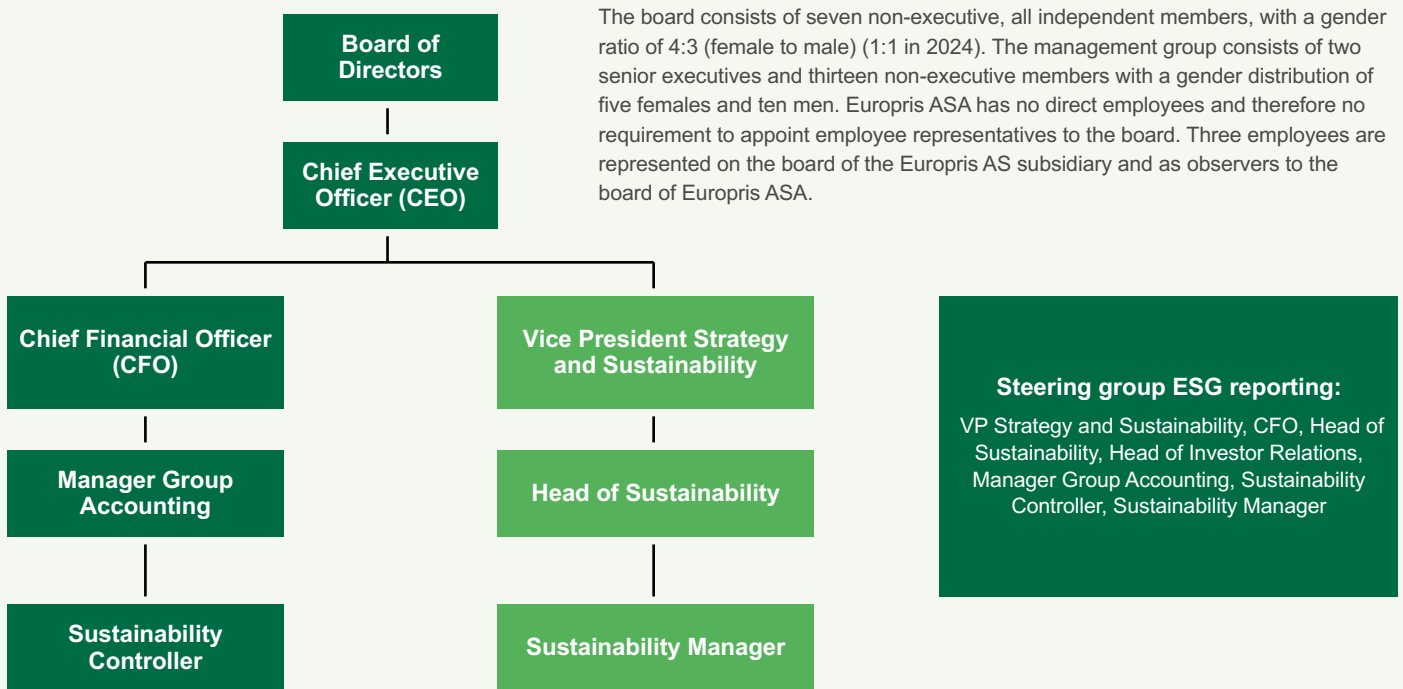 The board consists of seven non-executive, all independent members, with a gender
ratio of 4:3 (female to male) (1:1 in 2024). The management group consists of two
senior executives and thirteen non-executive members with a gender distribution of
five females and ten men. Europris ASA has no direct employees and therefore no
requirement to appoint employee representatives to the board. Three employees are
represented on the board of the Europris AS subsidiary and as observers to the
board of Europris ASA.
Board of
Directors
Chief Executive
Officer (CEO)
Chief Financial Officer
(CFO)
Vice President Strategy
and Sustainability
Manager Group
Accounting
Head of Sustainability
Sustainability
Controller
Sustainability Manager
Steering group ESG reporting:
VP Strategy and Sustainability, CFO, Head of
Sustainability, Head of Investor Relations,
Manager Group Accounting, Sustainability
Controller, Sustainability Manager